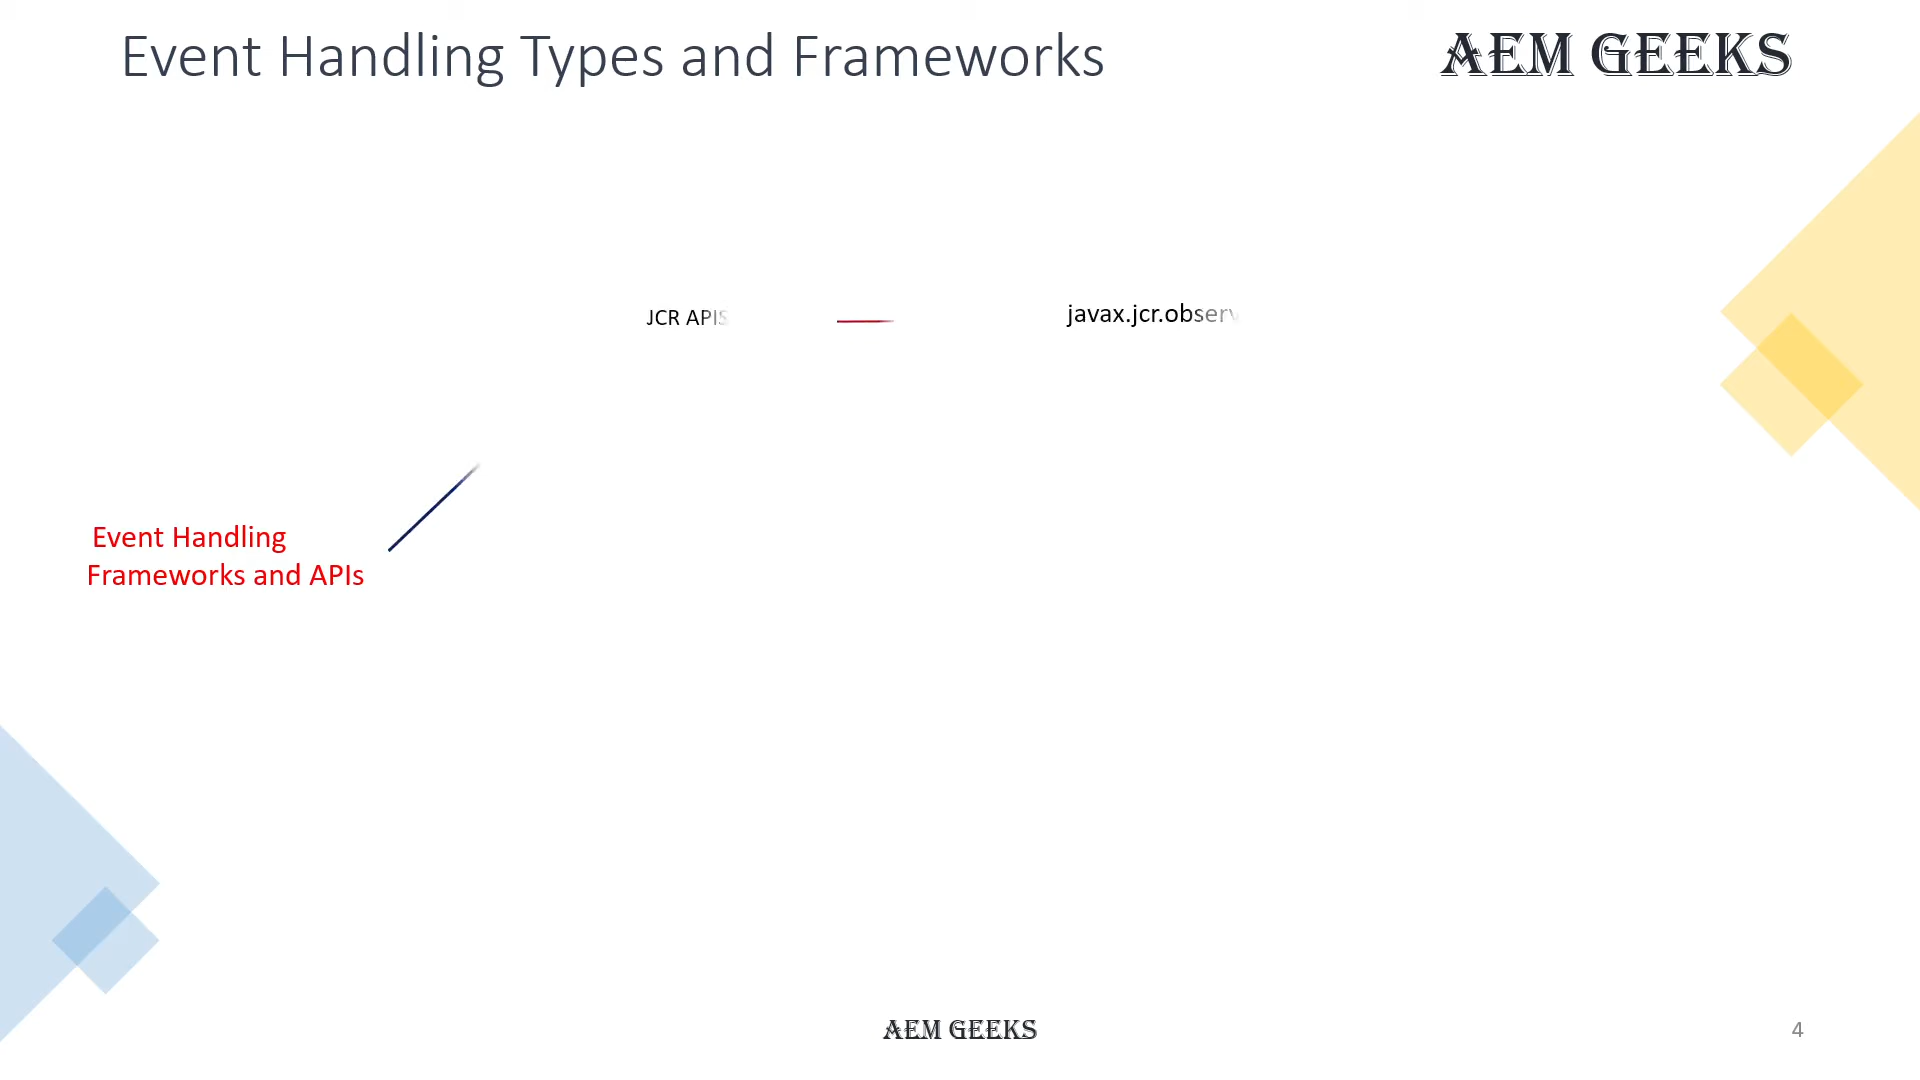 Event Handling Types and Frameworks
AEM GEEKS
JCR APIS
javax.jcr.observ
Event Handling
Frameworks and APIs
AEM GEEKS
4